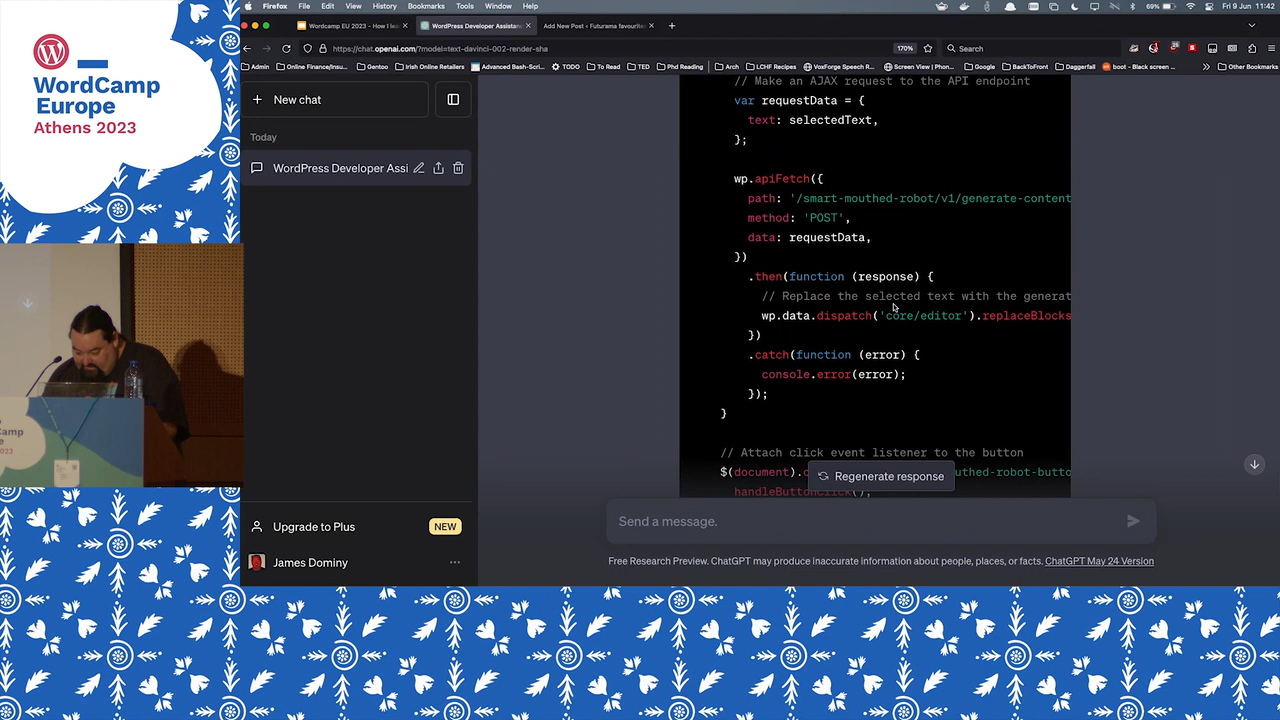 WordCamp
Europe
Athens 2023
Firefox File Edit View History Bookmarks Tools Window Help
69% Fri 9 Jun 11:42
Wordcamp EU 2023 - How I lea
WordPress Developer Assistan
Add New Post ‹ Futurama favourite
https://chat.openai.com/?model=text-davinci-002-render-sha
170%
Search
Admin Online Finance/Insu... Gentoo Irish Online Retailers Advanced Bash-Scri... TODO To Read TED Phd Reading Arch LCHF Recipes VoxForge Speech R... Screen View | Phon... Google BackToFront Daggerfall boot - Black screen ... Other Bookmarks
New chat
Today
WordPress Developer Assi
Upgrade to Plus NEW
James Dominy
// Make an AJAX request to the API endpoint
var requestData = {
text: selectedText,
};
wp.apiFetch({
path: '/smart-mouthed-robot/v1/generate-content
method: 'POST',
data: requestData,
})
.then(function (response) {
// Replace the selected text with the generat
wp.data.dispatch('core/editor').replaceBlocks
})
.catch(function (error) {
console.error(error);
});
}
// Attach click event listener to the button
$(document).
outhed-robot-butto
handleButtonClick();
Regenerate response
Send a message.
Free Research Preview. ChatGPT may produce inaccurate information about people, places, or facts. ChatGPT May 24 Version